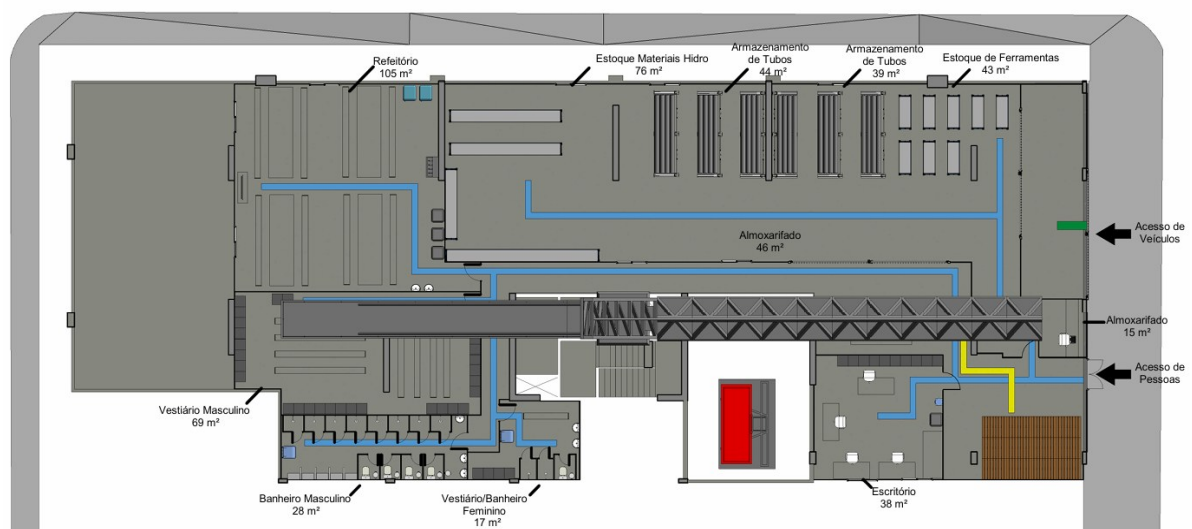 Refeitório
105 m²
Estoque Materiais Hidro
76 m²
Armazenamento
de Tubos
44 m²
Armazenamento
de Tubos
39 m²
Estoque de Ferramentas
43 m²
Almoxarifado
46 m²
Acesso de
Veículos
Almoxarifado
15 m²
Acesso de
Pessoas
Vestiário Masculino
69 m²
Banheiro Masculino
28 m²
Vestiário/Banheiro
Feminino
17 m²
Escritório
38 m²